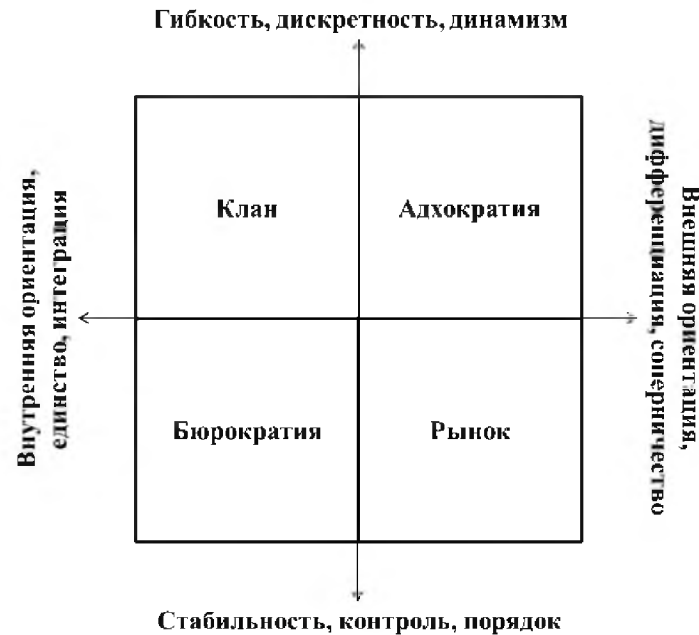 Гибкость, дискретность, динамизм
Внутренняя ориентация,
единство, интеграция
Клан
Адхократия
Внешняя ориентация,
дифференциация, соперничество
Бюрократия
Рынок
Стабильность, контроль, порядок